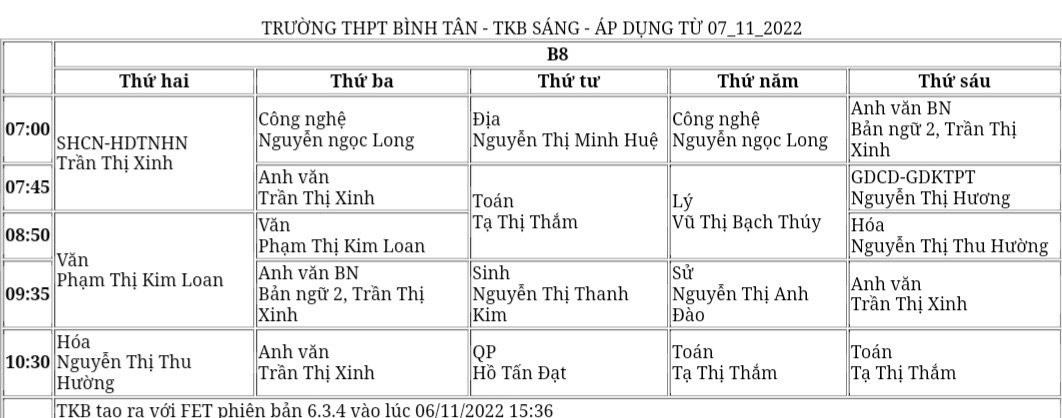 TRƯỜNG THPT BÌNH TÂN - TKB SÁNG - ÁP DỤNG TỪ 07_11_2022
B8
Thứ hai Thứ ba Thứ tư Thứ năm Thứ sáu
07:00
SHCN-HDTNHN
Trần Thị Xinh
Công nghệ
Nguyễn ngọc Long
Địa
Nguyễn Thị Minh Huệ
Công nghệ
Nguyễn ngọc Long
Anh văn BN
Bản ngữ 2, Trần Thị
Xinh
07:45
Anh văn
Trần Thị Xinh
Toán
Tạ Thị Thắm
Lý
Vũ Thị Bạch Thúy
GDCD-GDKTPT
Nguyễn Thị Hương
08:50
Văn
Phạm Thị Kim Loan
Văn
Phạm Thị Kim Loan
Hóa
Nguyễn Thị Thu Hường
09:35
Anh văn BN
Bản ngữ 2, Trần Thị
Xinh
Sinh
Nguyễn Thị Thanh
Kim
Sử
Nguyễn Thị Anh
Đào
Anh văn
Trần Thị Xinh
10:30
Hóa
Nguyễn Thị Thu
Hường
Anh văn
Trần Thị Xinh
QP
Hồ Tấn Đạt
Toán
Tạ Thị Thắm
Toán
Tạ Thị Thắm
TKB tạo ra với FET phiên bản 6.3.4 vào lúc 06/11/2022 15:36